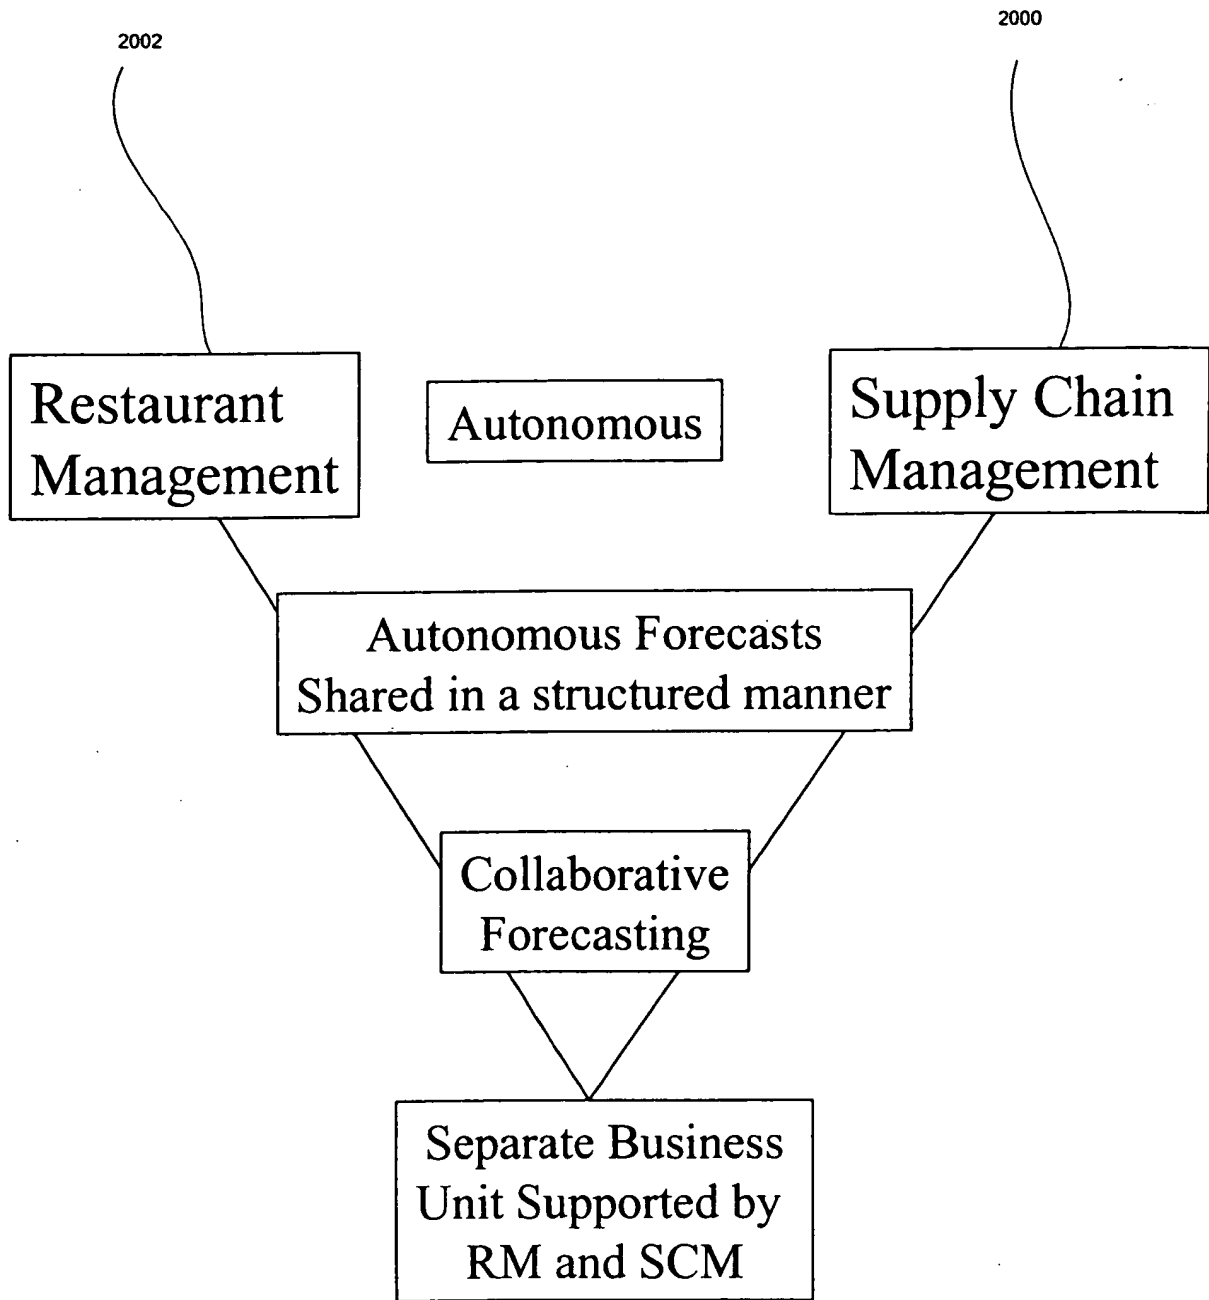 2002
2000
Restaurant
Management
Autonomous
Supply Chain
Management
Autonomous Forecasts
Shared in a structured manner
Collaborative
Forecasting
Separate Business
Unit Supported by
RM and SCM